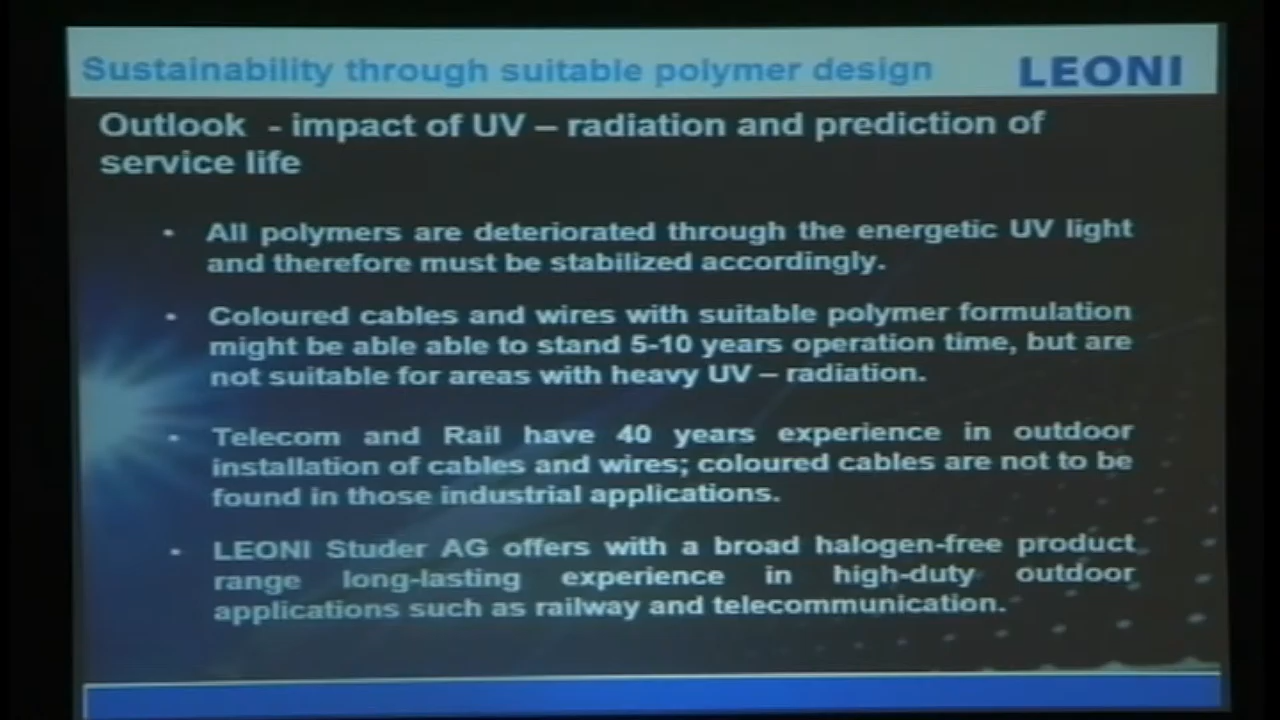 Sustainability through suitable polymer design
LEONI
Outlook - impact of UV – radiation and prediction of
service life
• All polymers are deteriorated through the energetic UV light
and therefore must be stabilized accordingly.
• Coloured cables and wires with suitable polymer formulation
might be able able to stand 5-10 years operation time, but are
not suitable for areas with heavy UV – radiation.
• Telecom and Rail have 40 years experience in outdoor
installation of cables and wires; coloured cables are not to be
found in those industrial applications.
• LEONI Studer AG offers with a broad halogen-free product
range long-lasting experience in high-duty outdoor
applications such as railway and telecommunication.